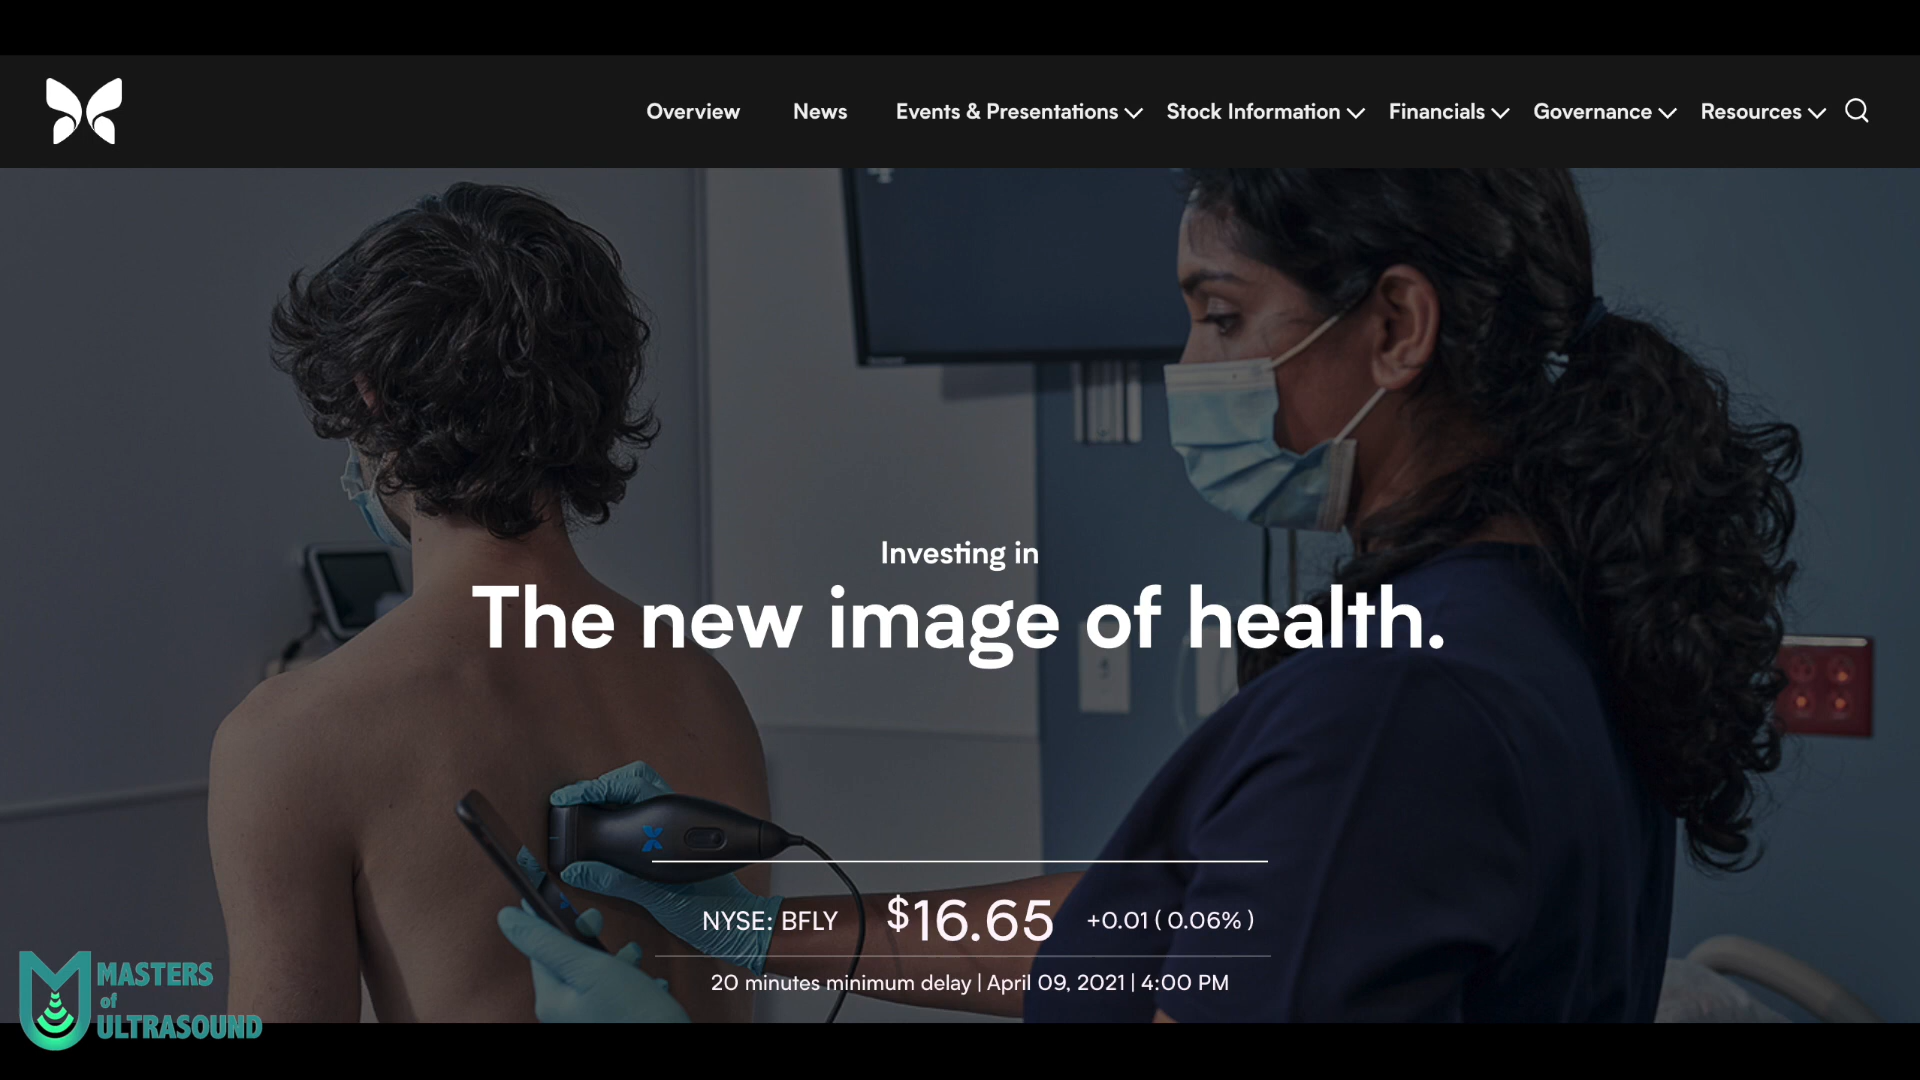 Overview News Events & Presentations Stock Information Financials Governance Resources
Investing in
The new image of health.
NYSE: BFLY $16.65 +0.01 ( 0.06% )
20 minutes minimum delay | April 09, 2021 | 4:00 PM
MASTERS
of
ULTRASOUND